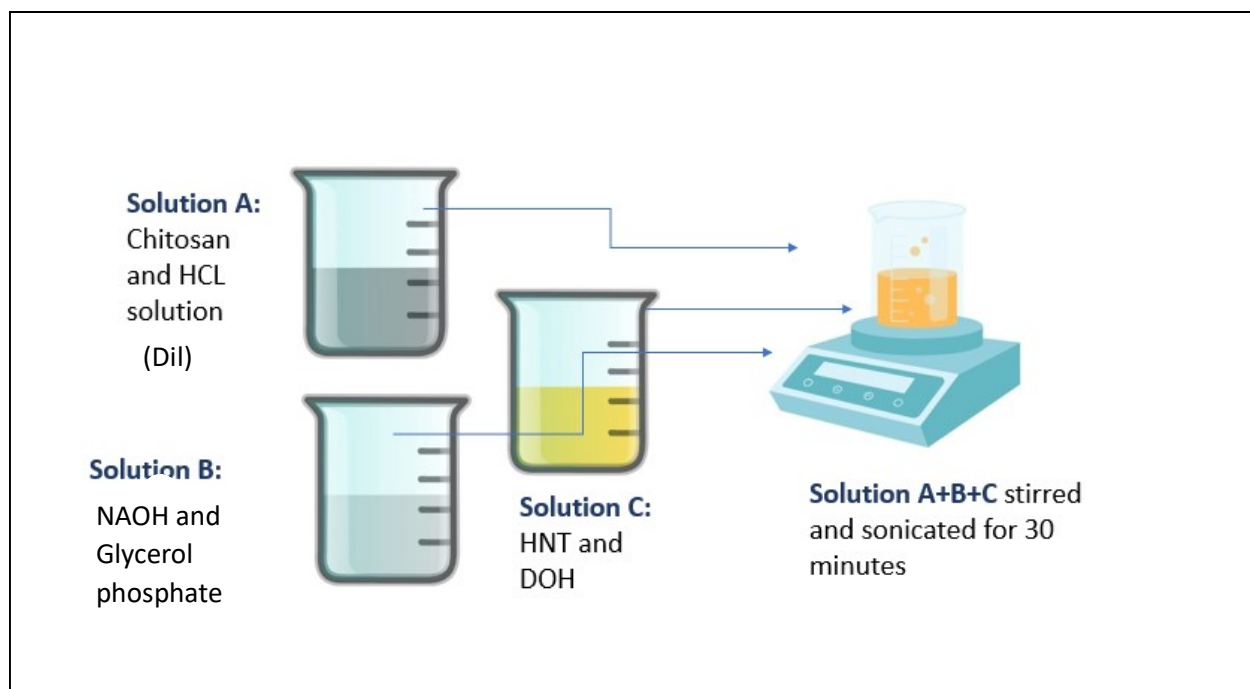 Solution A:
Chitosan
and HCL
solution
(Dil)
Solution B:
NAOH and
Glycerol
phosphate
Solution C:
HNT and
DOH
Solution A+B+C stirred
and sonicated for 30
minutes